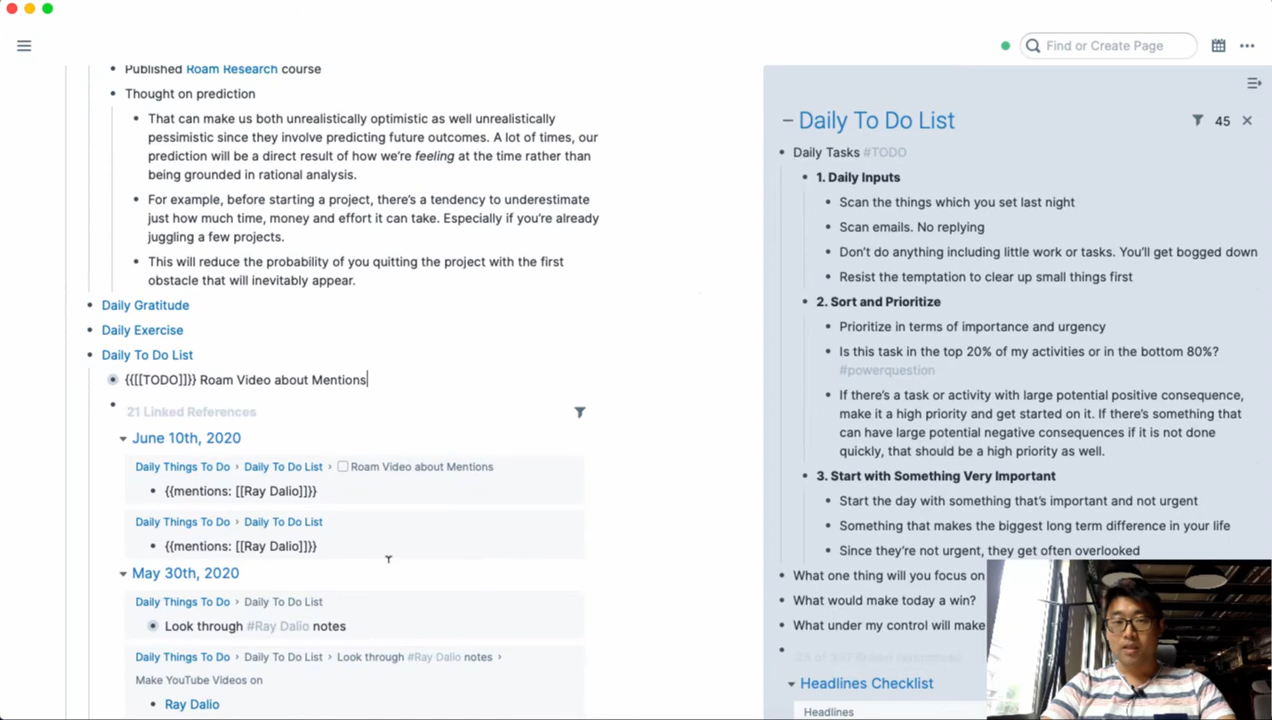 Find or Create Page
Published Roam Research course
Thought on prediction
That can make us both unrealistically optimistic as well unrealistically
pessimistic since they involve predicting future outcomes. A lot of times, our
prediction will be a direct result of how we're feeling at the time rather than
being grounded in rational analysis.
For example, before starting a project, there's a tendency to underestimate
just how much time, money and effort it can take. Especially if you're already
juggling a few projects.
This will reduce the probability of you quitting the project with the first
obstacle that will inevitably appear.
Daily Gratitude
Daily Exercise
Daily To Do List
{{[[TODO]]}} Roam Video about Mentions
21 Linked References
June 10th, 2020
Daily Things To Do › Daily To Do List › Roam Video about Mentions
{{mentions: [[Ray Dalio]]}}
Daily Things To Do › Daily To Do List
{{mentions: [[Ray Dalio]]}}
May 30th, 2020
Daily Things To Do › Daily To Do List
Look through #Ray Dalio notes
Daily Things To Do › Daily To Do List › Look through #Ray Dalio notes ›
Make YouTube Videos on
Ray Dalio
Daily To Do List
45
Daily Tasks #TODO
1. Daily Inputs
Scan the things which you set last night
Scan emails. No replying
Don't do anything including little work or tasks. You'll get bogged down
Resist the temptation to clear up small things first
2. Sort and Prioritize
Prioritize in terms of importance and urgency
Is this task in the top 20% of my activities or in the bottom 80%?
#powerquestion
If there's a task or activity with large potential positive consequence,
make it a high priority and get started on it. If there's something that
can have large potential negative consequences if it is not done
quickly, that should be a high priority as well.
3. Start with Something Very Important
Start the day with something that's important and not urgent
Something that makes the biggest long term difference in your life
Since they're not urgent, they get often overlooked
What one thing will you focus on
What would make today a win?
What under my control will make
Headlines Checklist
Headlines